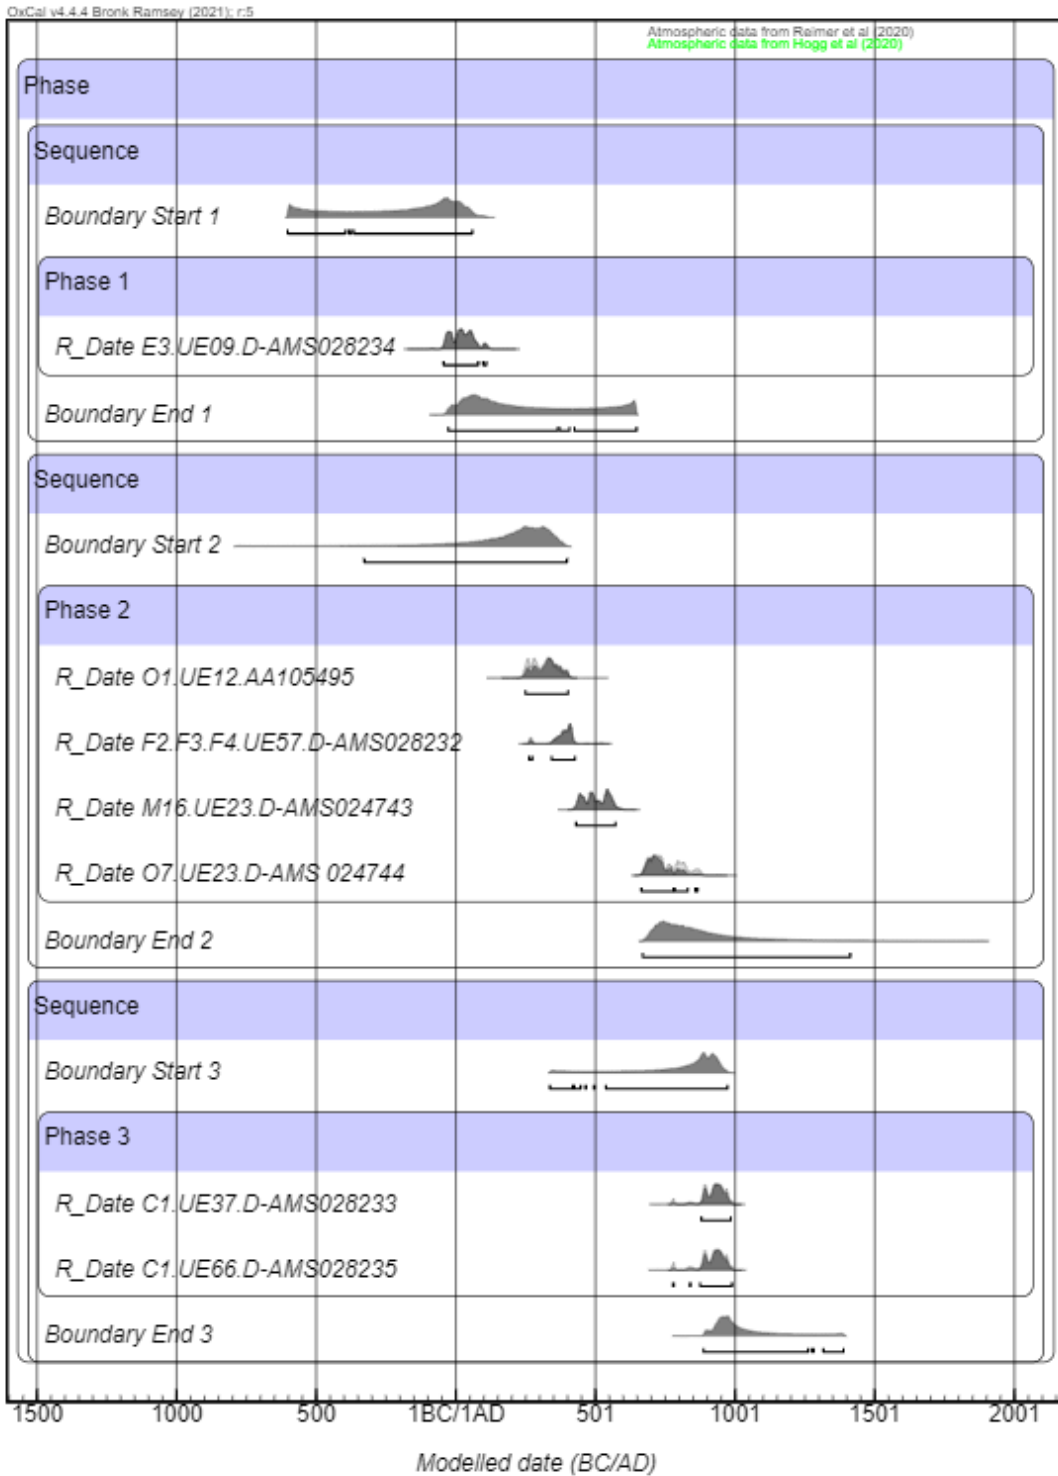 OxCal v4.4.4 Bronk Ramsey (2021); r:5
Atmospheric data from Reimer et al (2020)
Atmospheric data from Hogg et al (2020)
Phase
Sequence
Boundary Start 1
Phase 1
R_Date E3.UE09.D-AMS028234
Boundary End 1
Sequence
Boundary Start 2
Phase 2
R_Date O1.UE12.AA105495
R_Date F2.F3.F4.UE57.D-AMS028232
R_Date M16.UE23.D-AMS024743
R_Date O7.UE23.D-AMS 024744
Boundary End 2
Sequence
Boundary Start 3
Phase 3
R_Date C1.UE37.D-AMS028233
R_Date C1.UE66.D-AMS028235
Boundary End 3
1500 1000 500 1BC/1AD 501 1001 1501 2001
Modelled date (BC/AD)